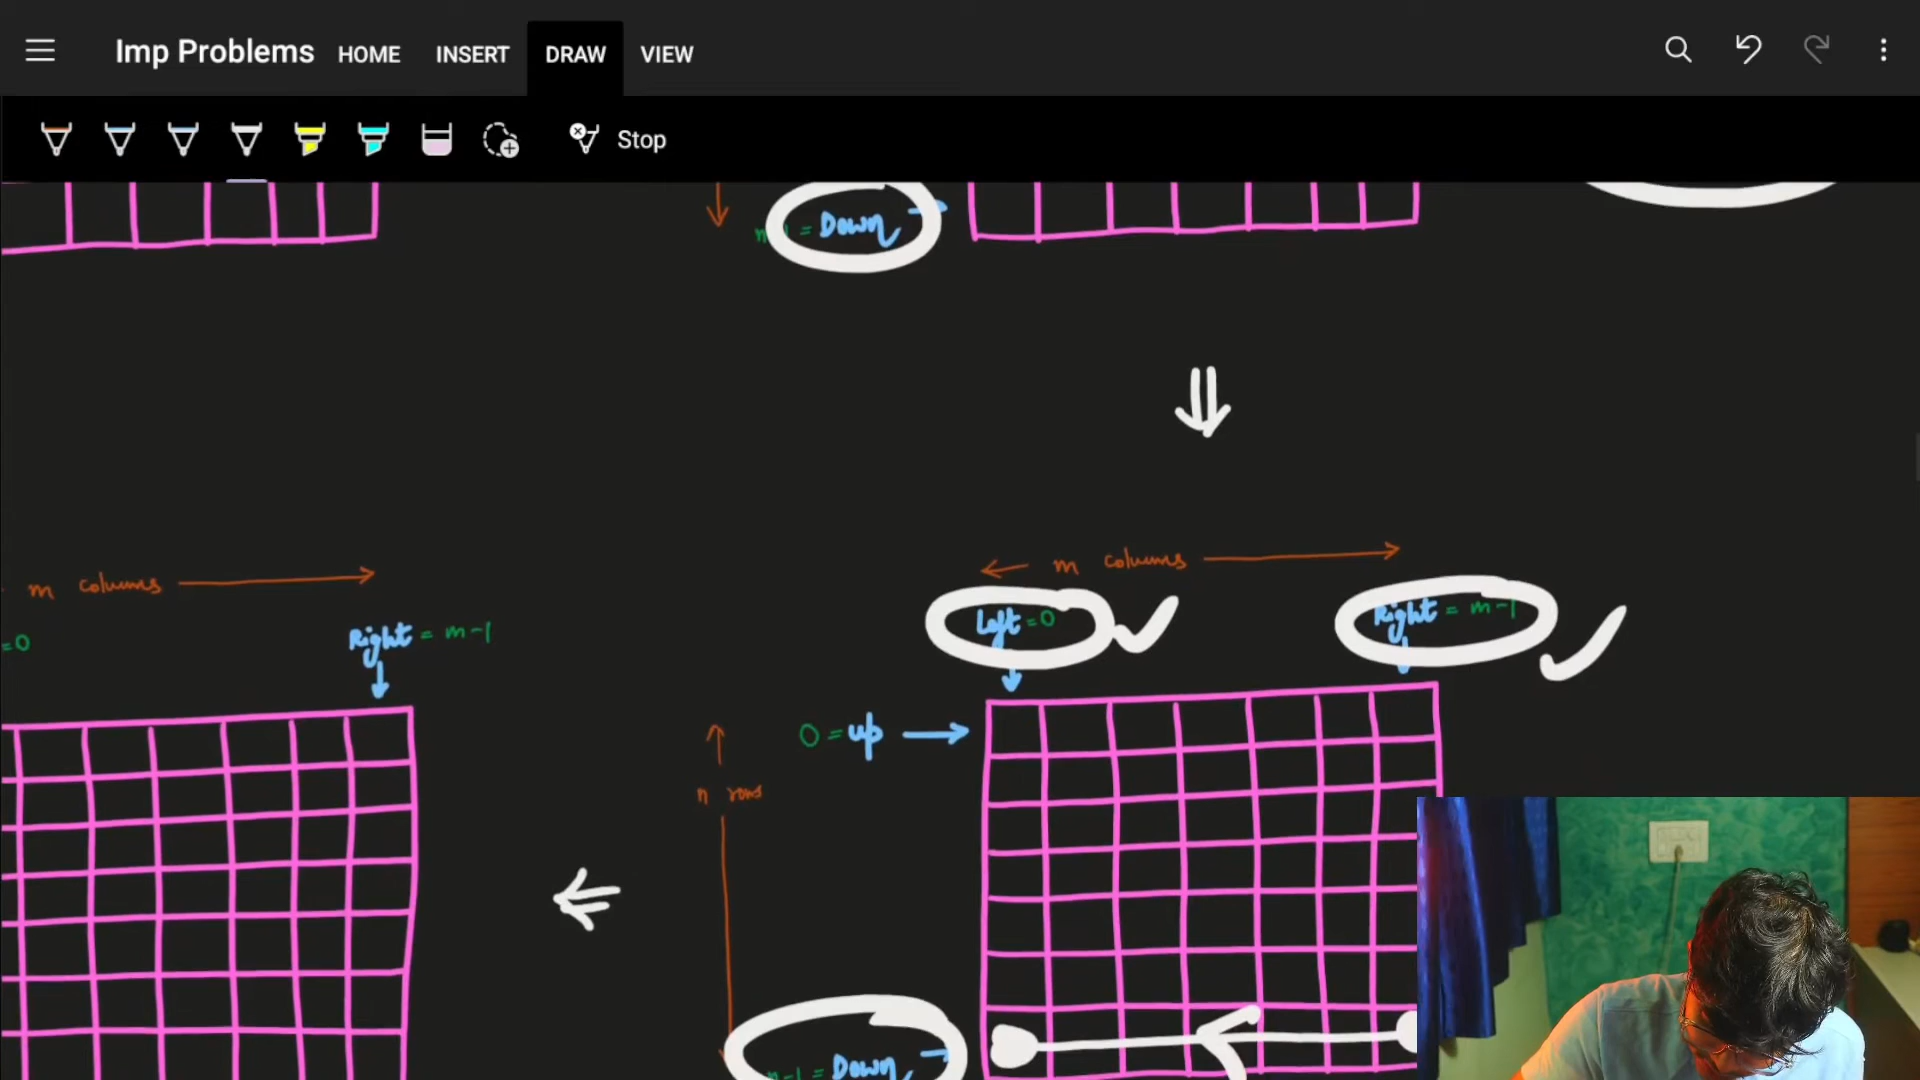 Imp Problems HOME INSERT DRAW VIEW
Stop
= Down
m columns
m columns
Left = 0
Right = m-1
= 0
Right = m-1
0 = up
n rows
n-1 = Down